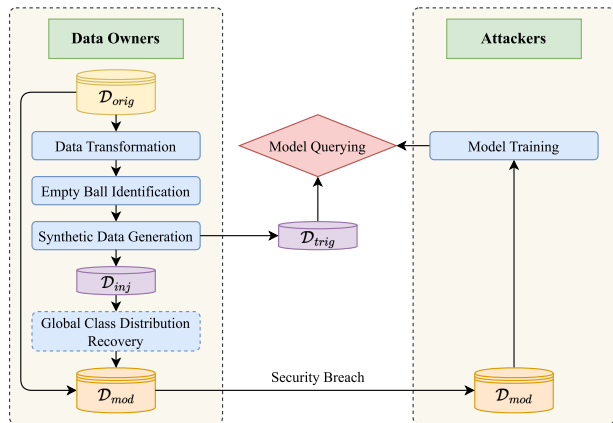 Data Owners
Attackers
𝒟orig
Data Transformation
Model Querying
Model Training
Empty Ball Identification
Synthetic Data Generation
𝒟trig
𝒟inj
Global Class Distribution
Recovery
𝒟mod
Security Breach
𝒟mod